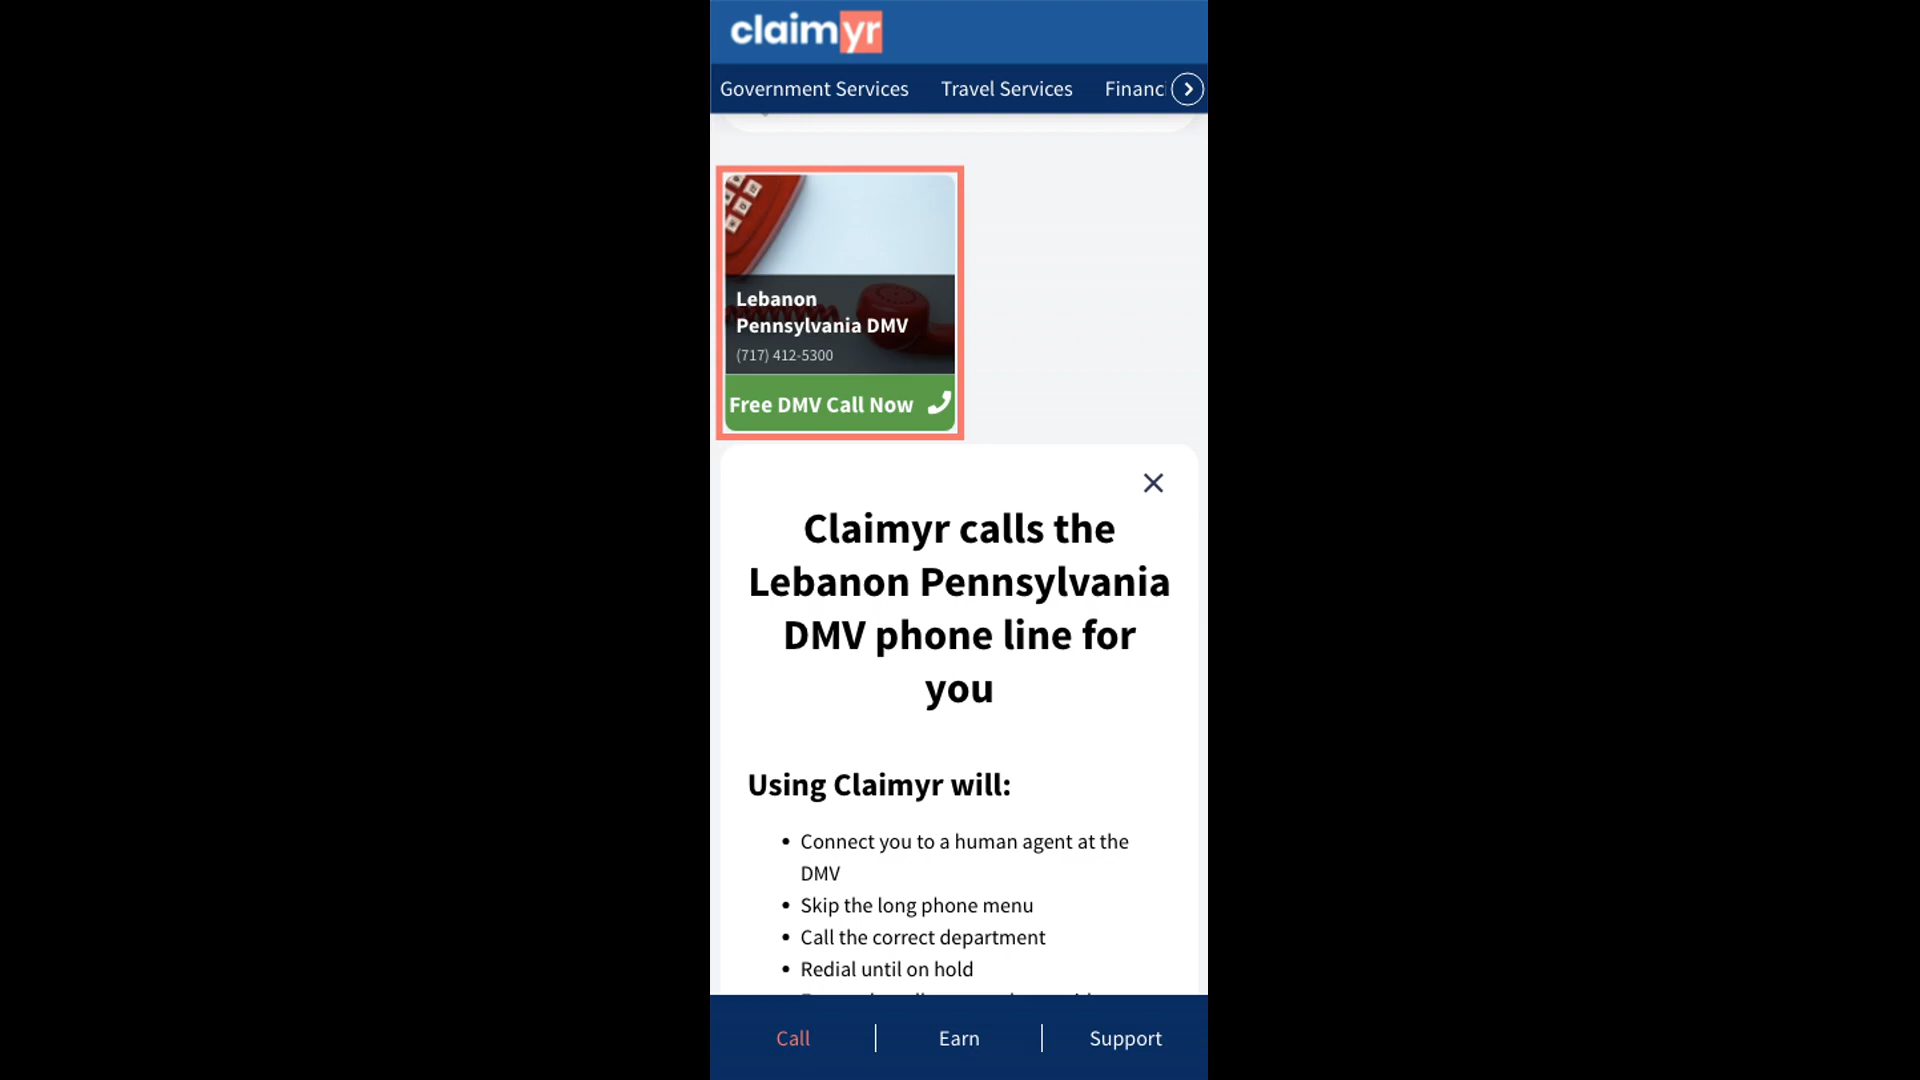 claimyr
Government Services
Travel Services
Financ
Lebanon
Pennsylvania DMV
(717) 412-5300
Free DMV Call Now
Claimyr calls the
Lebanon Pennsylvania
DMV phone line for
you
Using Claimyr will:
• Connect you to a human agent at the
DMV
• Skip the long phone menu
• Call the correct department
• Redial until on hold
Call
Earn
Support